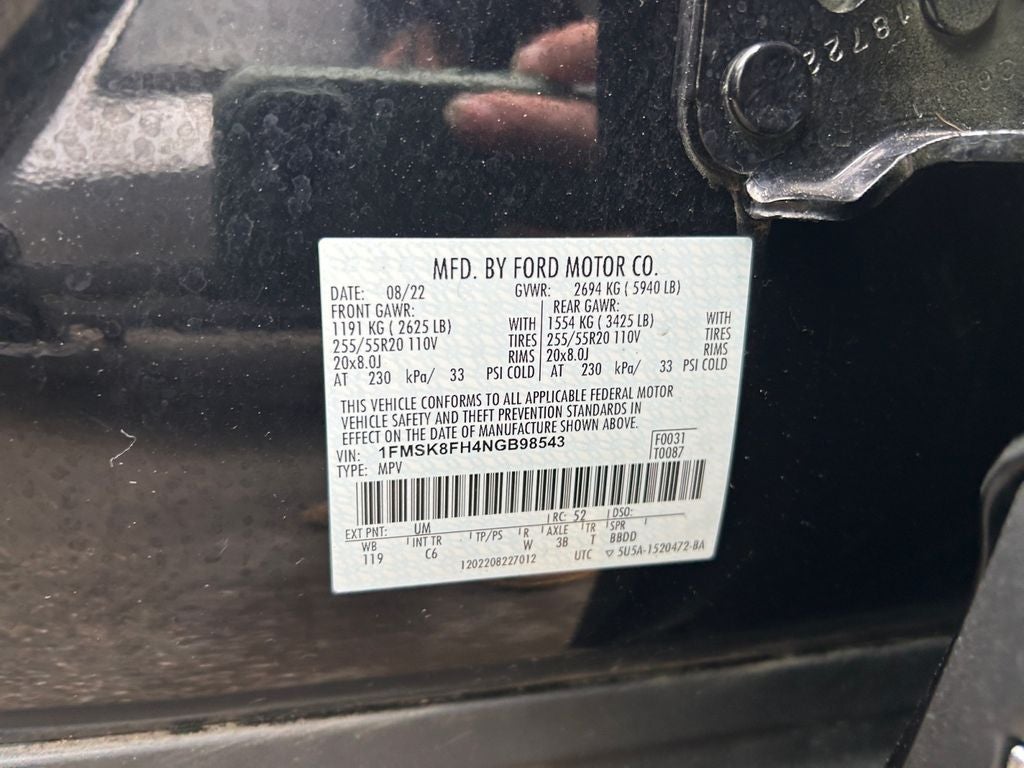 18722
MFD. BY FORD MOTOR CO.
DATE: 08/22 GVWR: 2694 KG ( 5940 LB)
FRONT GAWR: REAR GAWR:
1191 KG ( 2625 LB) WITH 1554 KG ( 3425 LB) WITH
255/55R20 110V TIRES 255/55R20 110V TIRES
20x8.0J RIMS 20x8.0J RIMS
AT 230 kPa/ 33 PSI COLD AT 230 kPa/ 33 PSI COLD
THIS VEHICLE CONFORMS TO ALL APPLICABLE FEDERAL MOTOR
VEHICLE SAFETY AND THEFT PREVENTION STANDARDS IN
EFFECT ON THE DATE OF MANUFACTURE SHOWN ABOVE.
VIN: 1FMSK8FH4NGB98543 F0031
TYPE: MPV T0087
EXT PNT: UM RC: 52 DSO:
WB INT TR TP/PS R AXLE TR SPR
119 C6 W 3B T BBDD
1202208227012 UTC ▽ 5U5A-1520472-BA